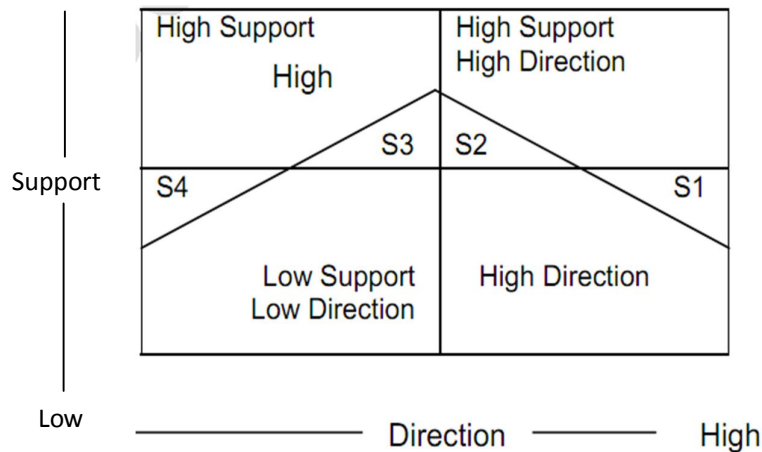 High Support
High
High Support
High Direction
S3
S2
Support
S4
S1
Low Support
Low Direction
High Direction
Low
Direction
High